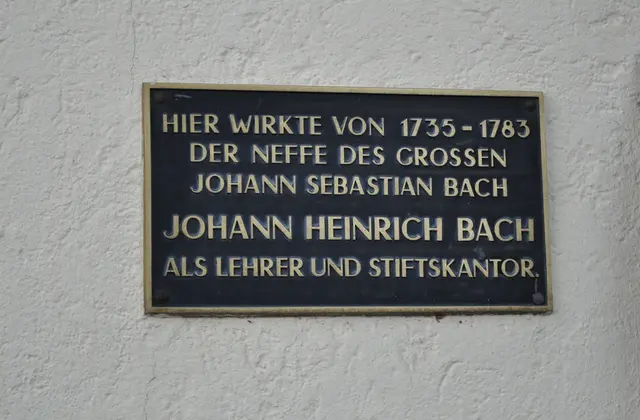 HIER WIRKTE VON 1735-1783
DER NEFFE DES GROSSEN
JOHANN SEBASTIAN BACH
JOHANN HEINRICH BACH
ALS LEHRER UND STIFTSKANTOR.